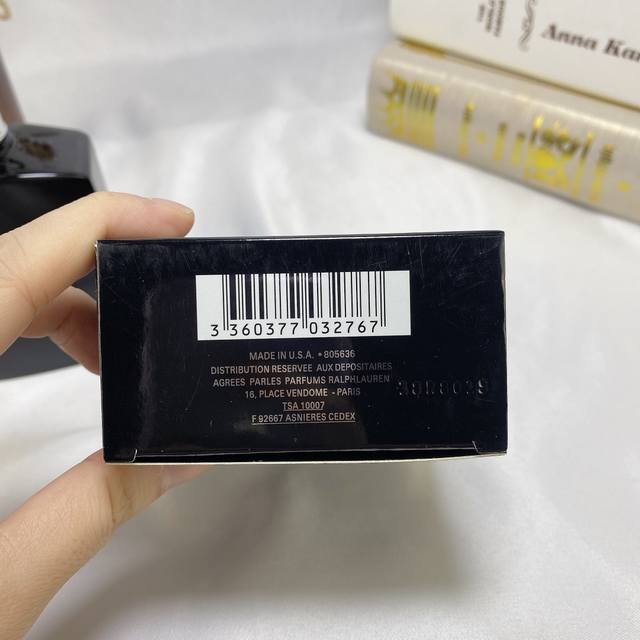 Anna Kar
3 360377 032767
MADE IN U.S.A. • 805636
DISTRIBUTION RESERVEE AUX DEPOSITAIRES
AGREES PARLES PARFUMS RALPHLAUREN
16, PLACE VENDOME - PARIS
TSA 10007
F 92667 ASNIERES CEDEX